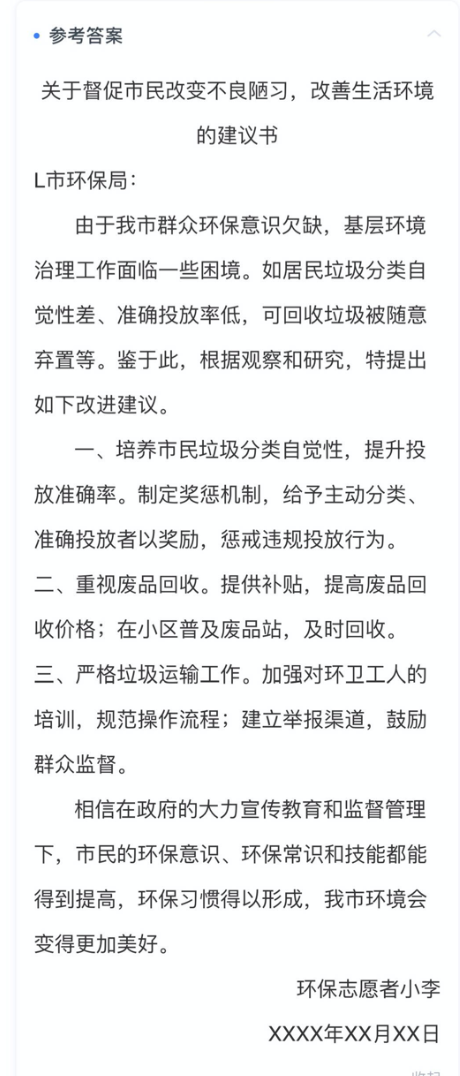 参考答案
关于督促市民改变不良陋习，改善生活环境
的建议书
L市环保局：
由于我市群众环保意识欠缺，基层环境
治理工作面临一些困境。如居民垃圾分类自
觉性差、准确投放率低，可回收垃圾被随意
弃置等。鉴于此，根据观察和研究，特提出
如下改进建议。
一、培养市民垃圾分类自觉性，提升投
放准确率。制定奖惩机制，给予主动分类、
准确投放者以奖励，惩戒违规投放行为。
二、重视废品回收。提供补贴，提高废品回
收价格；在小区普及废品站，及时回收。
三、严格垃圾运输工作。加强对环卫工人的
培训，规范操作流程；建立举报渠道，鼓励
群众监督。
相信在政府的大力宣传教育和监督管理
下，市民的环保意识、环保常识和技能都能
得到提高，环保习惯得以形成，我市环境会
变得更加美好。
环保志愿者小李
XXXX年XX月XX日